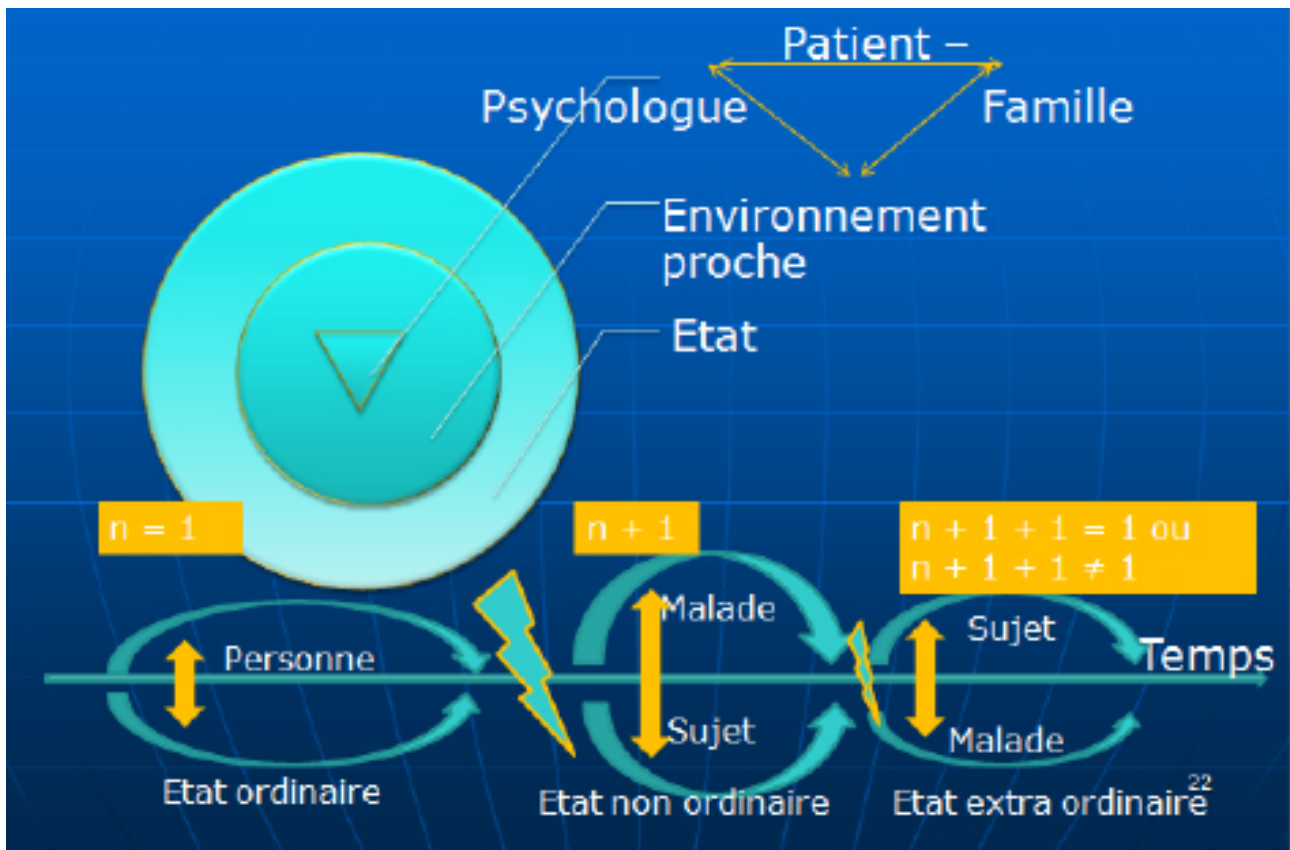 Patient –
Psychologue
Famille
Environnement
proche
Etat
n = 1
n + 1
n + 1 + 1 = 1 ou
n + 1 + 1 ≠ 1
Malade
Sujet
Personne
Temps
Sujet
Malade
Etat ordinaire
Etat non ordinaire
Etat extra ordinaire
22